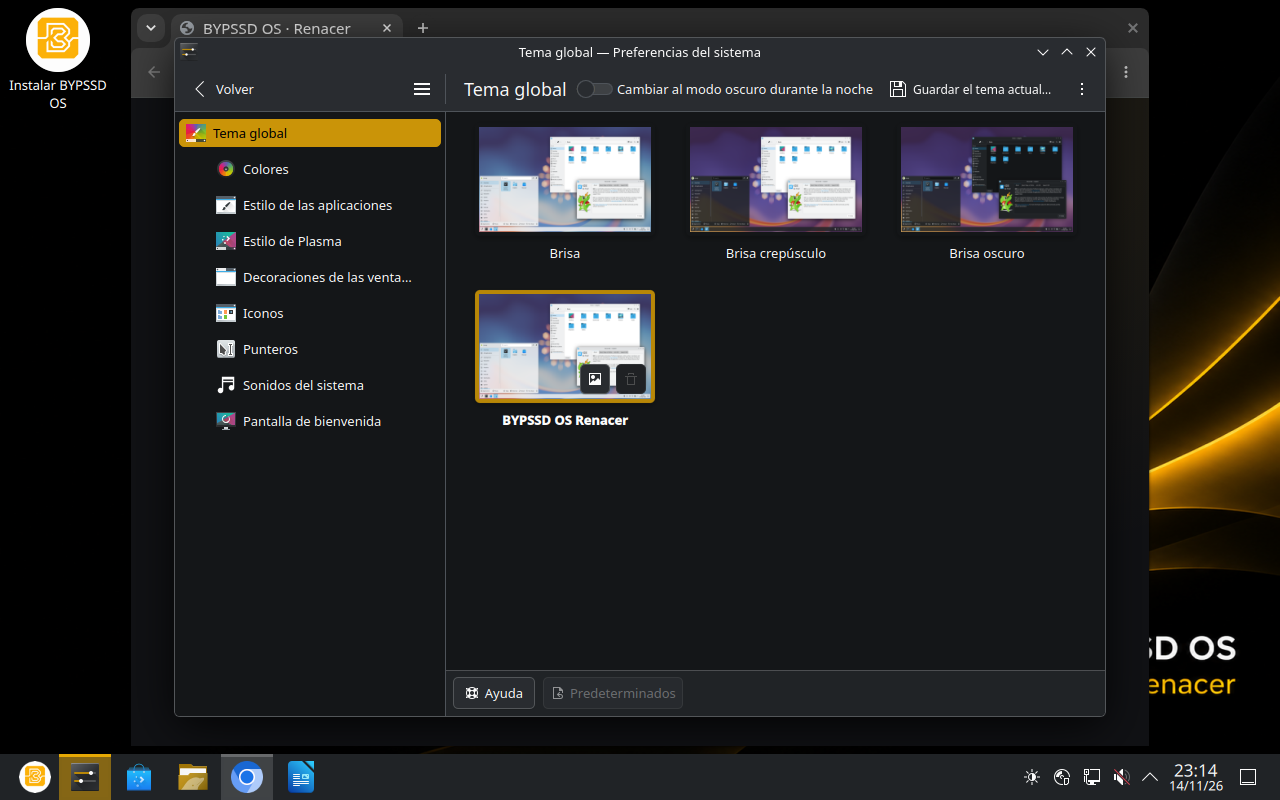 BYPSSD OS · Renacer
Instalar BYPSSD
OS
Tema global — Preferencias del sistema
Volver
Tema global
Cambiar al modo oscuro durante la noche
Guardar el tema actual...
Tema global
Colores
Estilo de las aplicaciones
Estilo de Plasma
Decoraciones de las venta...
Iconos
Punteros
Sonidos del sistema
Pantalla de bienvenida
Brisa
Brisa crepúsculo
Brisa oscuro
BYPSSD OS Renacer
SD OS
enacer
Ayuda
Predeterminados
23:14
14/11/26